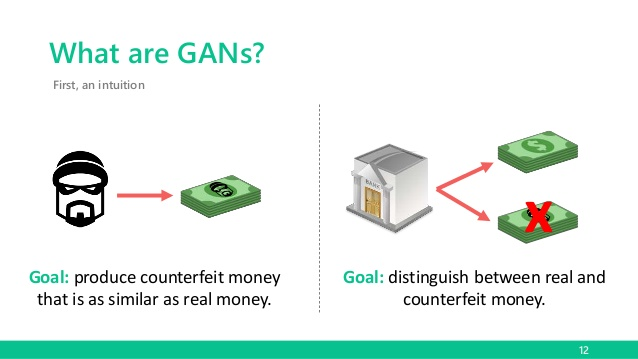 What are GANs?
First, an intuition
BANK
$
X
Goal: produce counterfeit money
that is as similar as real money.
Goal: distinguish between real and
counterfeit money.
12